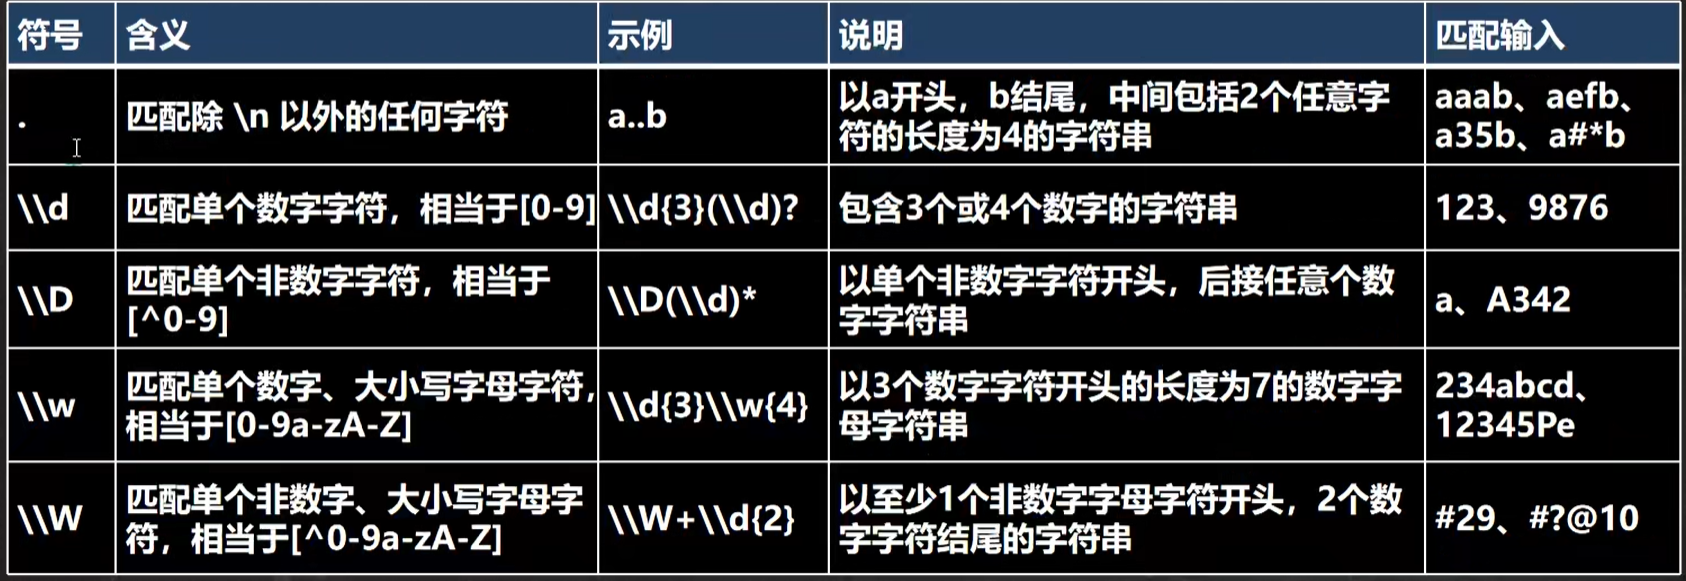 符号 含义 示例 说明 匹配输入
. 匹配除 \n 以外的任何字符 a..b 以a开头，b结尾，中间包括2个任意字 aaab、aefb、
符的长度为4的字符串 a35b、a#*b
\\d 匹配单个数字字符，相当于[0-9] \\d{3}(\\d)? 包含3个或4个数字的字符串 123、9876
\\D 匹配单个非数字字符，相当于 \\D(\\d)* 以单个非数字字符开头，后接任意个数 a、A342
[^0-9] 字字符串
\\w 匹配单个数字、大小写字母字符， \\d{3}\\w{4} 以3个数字字符开头的长度为7的数字字 234abcd、
相当于[0-9a-zA-Z] 母字符串 12345Pe
\\W 匹配单个非数字、大小写字母字 \\W+\\d{2} 以至少1个非数字字母字符开头，2个数 #29、#?@10
符，相当于[^0-9a-zA-Z] 字字符结尾的字符串